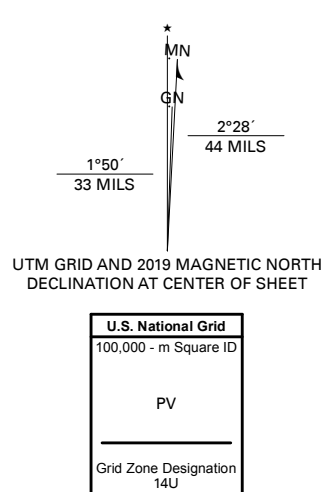 MN
GN
2°28´
44 MILS
1°50´
33 MILS
UTM GRID AND 2019 MAGNETIC NORTH
DECLINATION AT CENTER OF SHEET
U.S. National Grid
100,000 - m Square ID
PV
Grid Zone Designation
14U